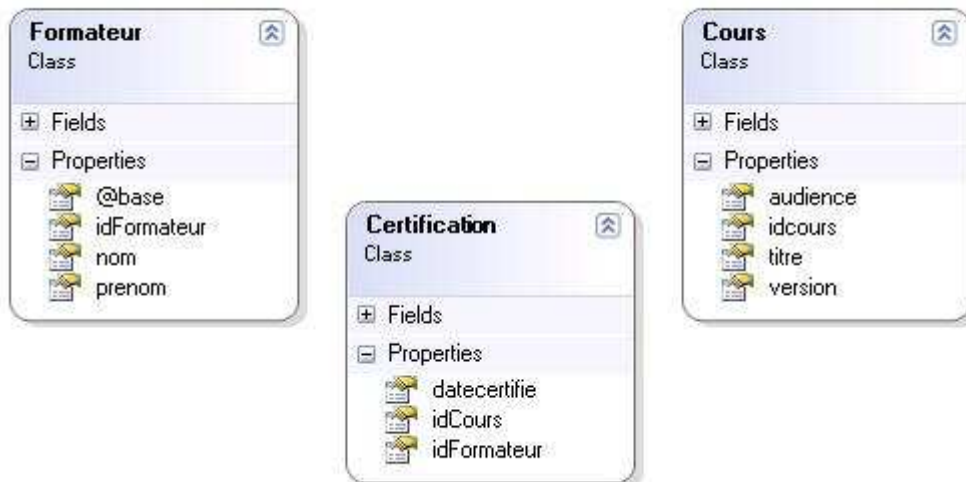 Formateur
Class
Fields
Properties
@base
idFormateur
nom
prenom
Certification
Class
Fields
Properties
datecertifie
idCours
idFormateur
Cours
Class
Fields
Properties
audience
idcours
titre
version